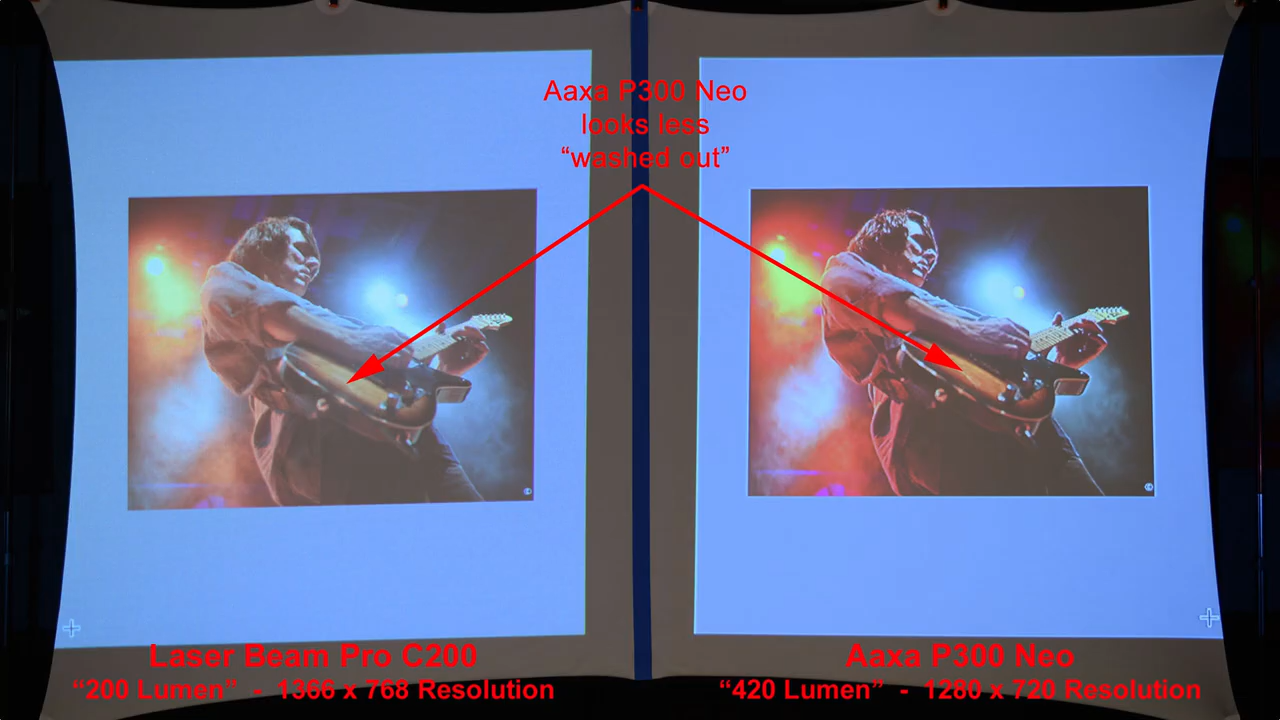 Aaxa P300 Neo
looks less
“washed out”
Laser Beam Pro C200
“200 Lumen” - 1366 x 768 Resolution
Aaxa P300 Neo
“420 Lumen” - 1280 x 720 Resolution